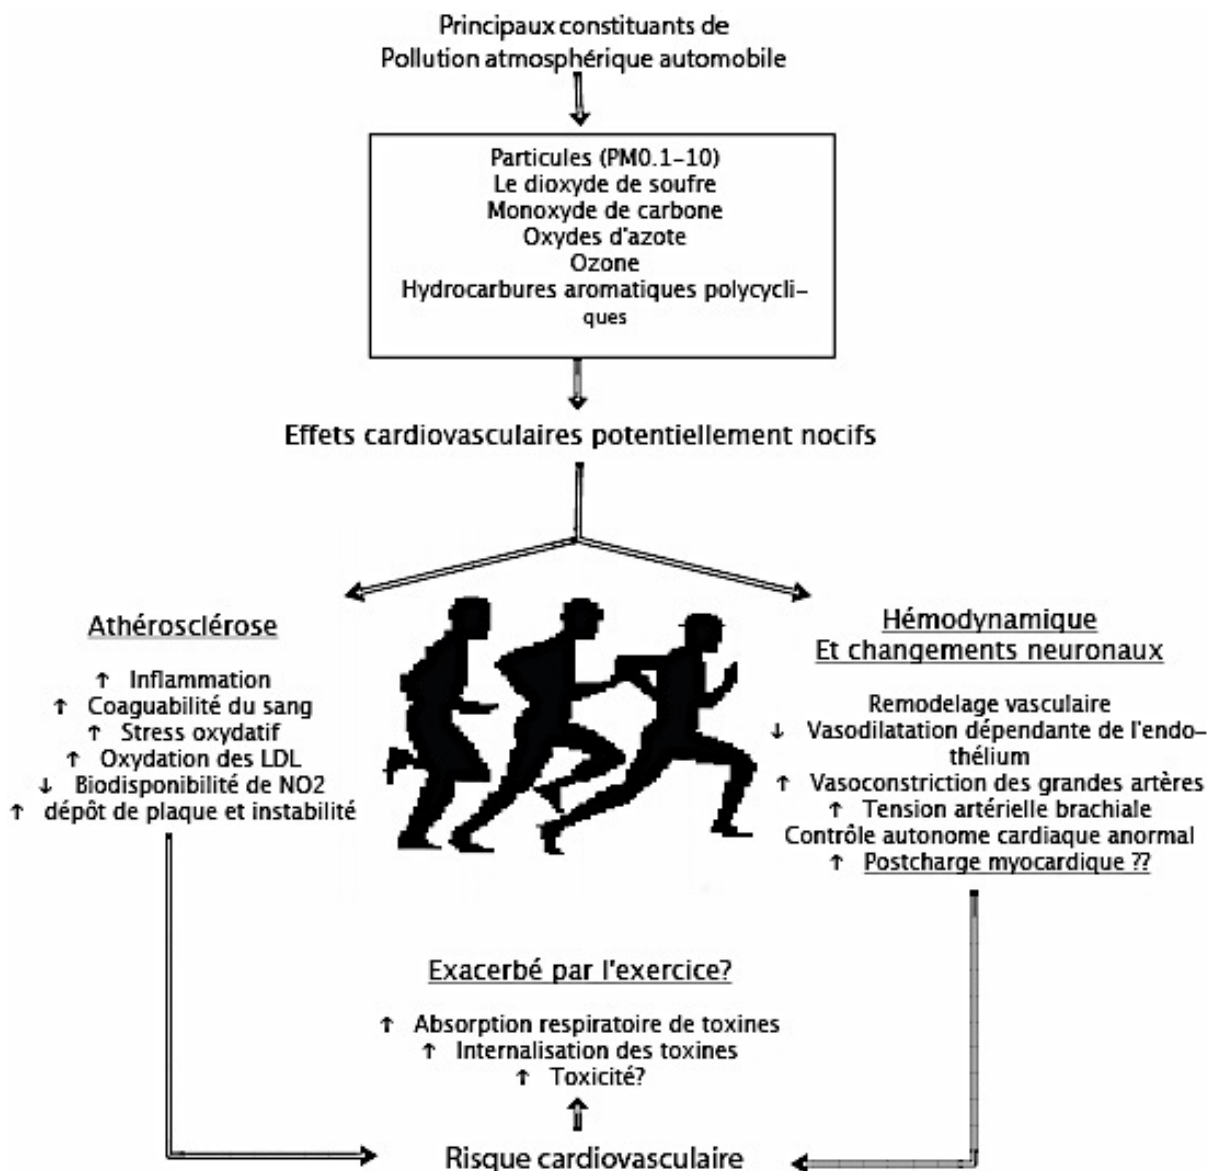 Principaux constituants de
Pollution atmosphérique automobile
Particules (PM0.1-10)
Le dioxyde de soufre
Monoxyde de carbone
Oxydes d'azote
Ozone
Hydrocarbures aromatiques polycycli-
ques
Effets cardiovasculaires potentiellement nocifs
Athérosclérose
↑ Inflammation
↑ Coaguabilité du sang
↑ Stress oxydatif
↑ Oxydation des LDL
↓ Biodisponibilité de NO2
↑ dépôt de plaque et instabilité
Hémodynamique
Et changements neuronaux
Remodelage vasculaire
↓ Vasodilatation dépendante de l'endo-
thélium
↑ Vasoconstriction des grandes artères
↑ Tension artérielle brachiale
Contrôle autonome cardiaque anormal
↑ Postcharge myocardique ??
Exacerbé par l'exercice?
↑ Absorption respiratoire de toxines
↑ Internalisation des toxines
↑ Toxicité?
Risque cardiovasculaire